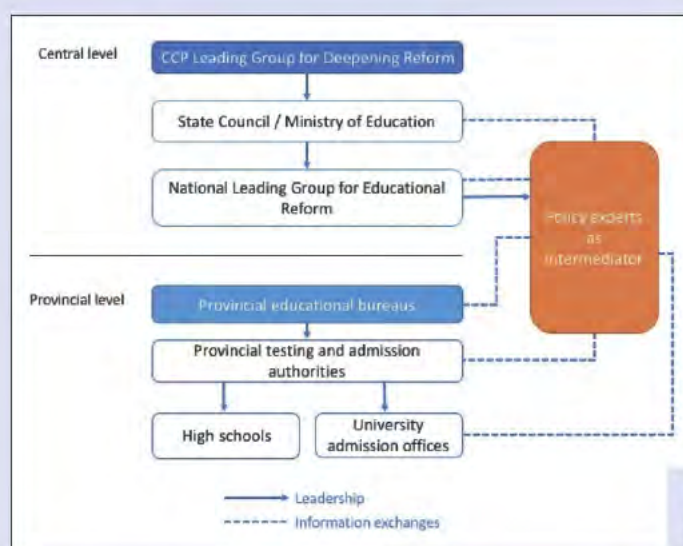 Central level
CCP Leading Group for Deepening Reform
State Council / Ministry of Education
National Leading Group for Educational
Reform
Policy experts
as
intermediator
Provincial level
Provincial educational bureaus
Provincial testing and admission
authorities
High schools
University
admission offices
Leadership
Information exchanges